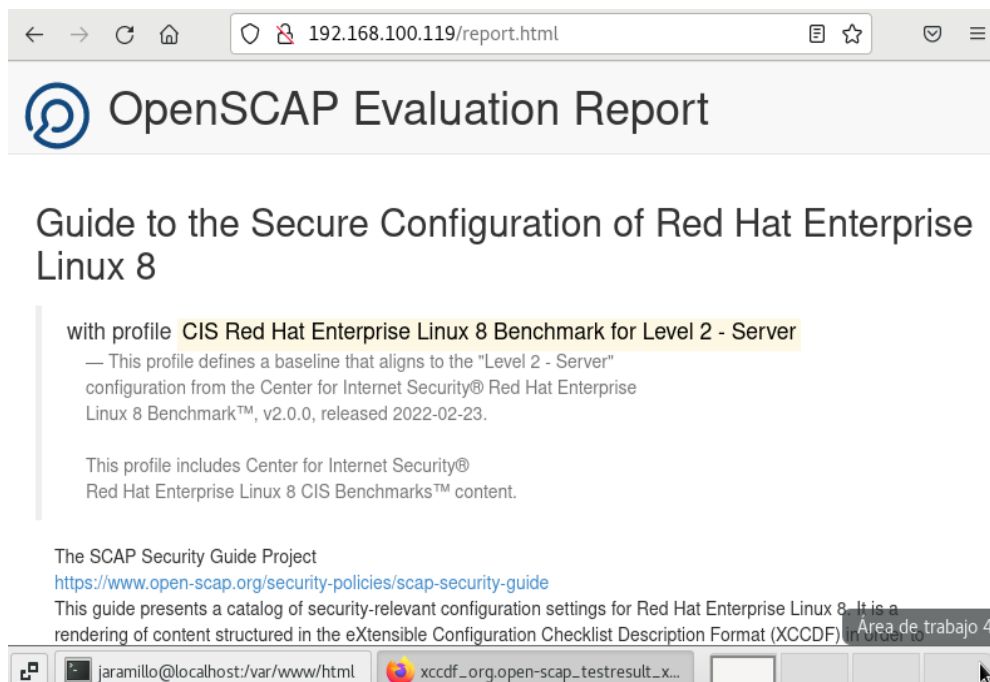 192.168.100.119/report.html
OpenSCAP Evaluation Report
Guide to the Secure Configuration of Red Hat Enterprise
Linux 8
with profile CIS Red Hat Enterprise Linux 8 Benchmark for Level 2 - Server
— This profile defines a baseline that aligns to the "Level 2 - Server"
configuration from the Center for Internet Security® Red Hat Enterprise
Linux 8 Benchmark™, v2.0.0, released 2022-02-23.
This profile includes Center for Internet Security®
Red Hat Enterprise Linux 8 CIS Benchmarks™ content.
The SCAP Security Guide Project
https://www.open-scap.org/security-policies/scap-security-guide
This guide presents a catalog of security-relevant configuration settings for Red Hat Enterprise Linux 8. It is a
rendering of content structured in the eXtensible Configuration Checklist Description Format (XCCDF) in order to
Área de trabajo 4
jaramillo@localhost:/var/www/html
xccdf_org.open-scap_testresult_x...